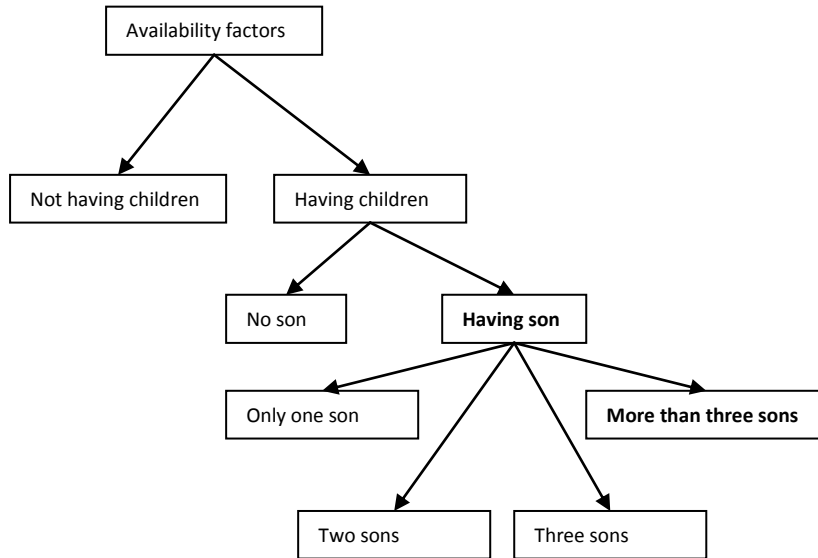 Availability factors
Not having children
Having children
No son
Having son
Only one son
More than three sons
Two sons
Three sons